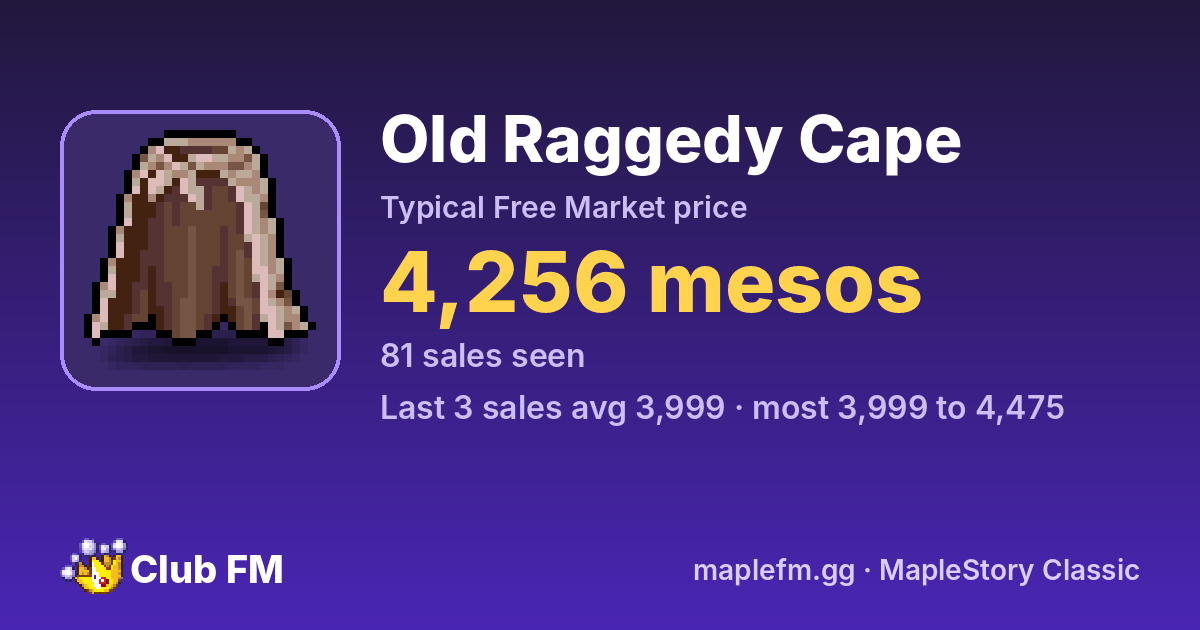 Old Raggedy Cape
Typical Free Market price
4,256 mesos
81 sales seen
Last 3 sales avg 3,999 · most 3,999 to 4,475
Club FM
maplefm.gg · MapleStory Classic